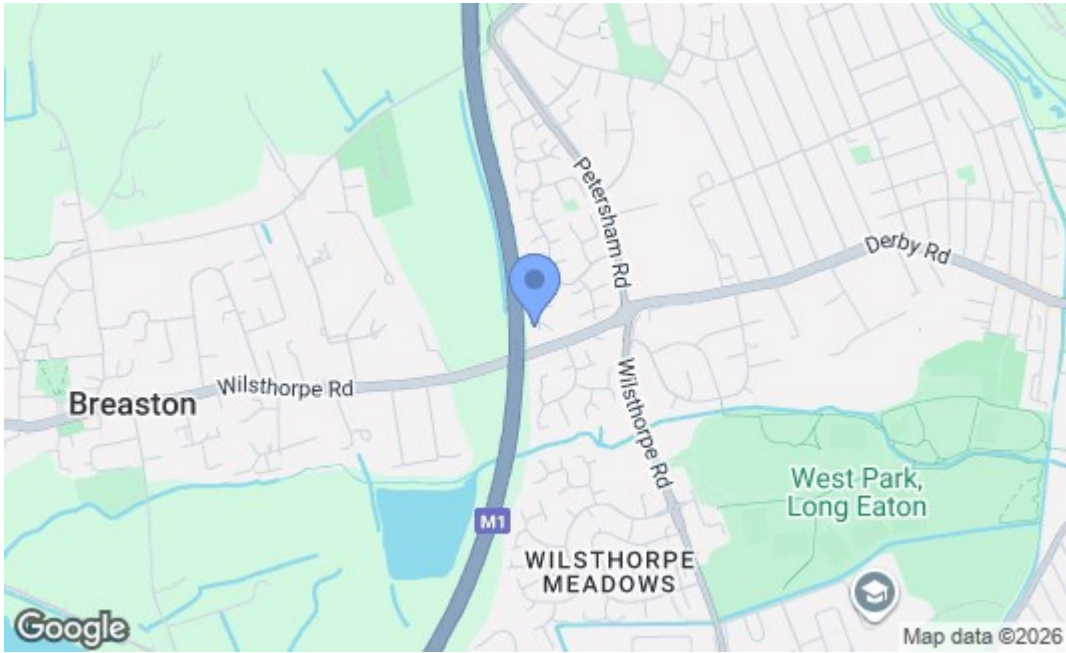 Petersham Rd
Derby Rd
Wilsthorpe Rd
Breaston
Wilsthorpe Rd
West Park,
Long Eaton
M1
WILSTHORPE
MEADOWS
Google
Map data ©2026